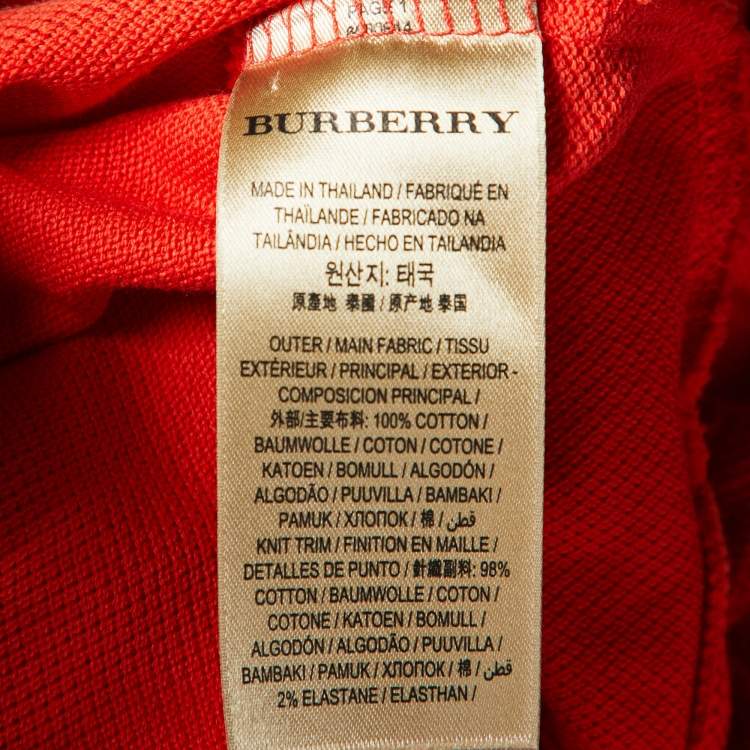 PAGE 1
BURBERRY
MADE IN THAILAND / FABRIQUÉ EN
THAÏLANDE / FABRICADO NA
TAILÂNDIA / HECHO EN TAILANDIA
원산지: 태국
原產地 泰國 / 原产地 泰国
OUTER / MAIN FABRIC / TISSU
EXTÉRIEUR / PRINCIPAL / EXTERIOR -
COMPOSICION PRINCIPAL /
外部/主要布料: 100% COTTON /
BAUMWOLLE / COTON / COTONE /
KATOEN / BOMULL / ALGODÓN /
ALGODÃO / PUUVILLA / BAMBAKI /
PAMUK / ХЛОПОК / 棉 / قطن /
KNIT TRIM / FINITION EN MAILLE /
DETALLES DE PUNTO / 針織副料: 98%
COTTON / BAUMWOLLE / COTON /
COTONE / KATOEN / BOMULL /
ALGODÓN / ALGODÃO / PUUVILLA /
BAMBAKI / PAMUK / ХЛОПОК / 棉 / قطن /
2% ELASTANE / ELASTHAN /